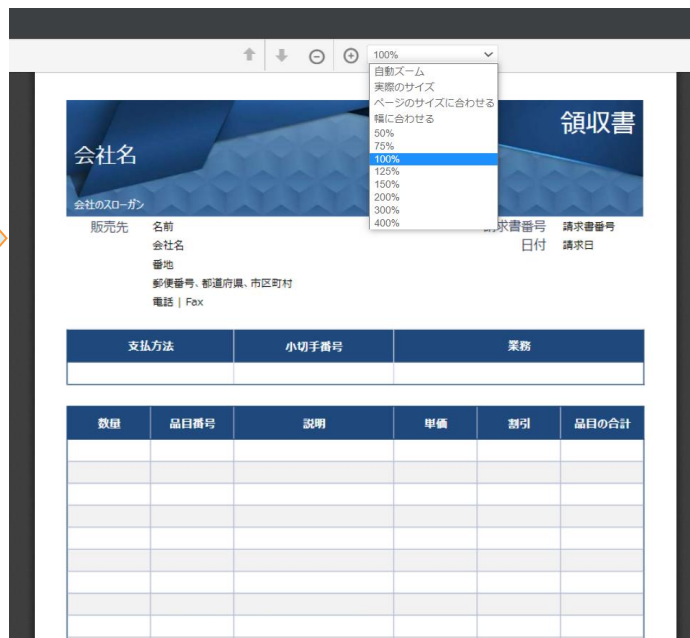 100%
自動ズーム
実際のサイズ
ページのサイズに合わせる
幅に合わせる
50%
75%
100%
125%
150%
200%
300%
400%
領収書
会社名
会社のスローガン
販売先 名前
会社名
番地
郵便番号、都道府県、市区町村
電話 | Fax
求書番号 請求書番号
日付 請求日
支払方法 小切手番号 業務
数量 品目番号 説明 単価 割引 品目の合計